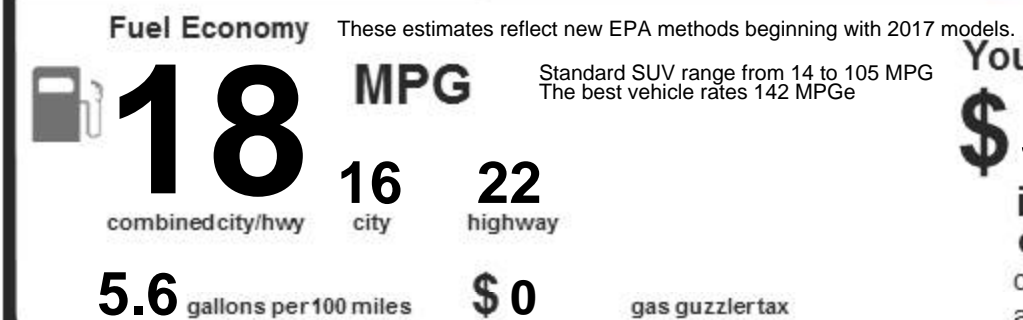 Fuel Economy These estimates reflect new EPA methods beginning with 2017 models.
18 MPG
Standard SUV range from 14 to 105 MPG
The best vehicle rates 142 MPGe
$
16 22
combined city/hwy city highway
5.6 gallons per 100 miles $ 0 gas guzzler tax